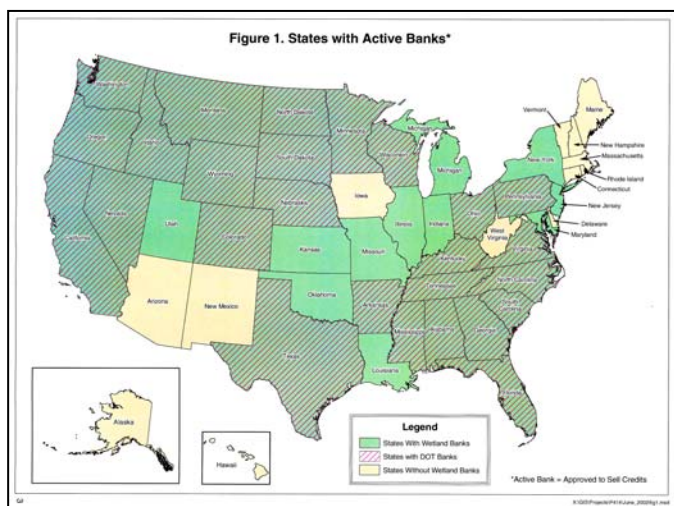 Figure 1. States with Active Banks*
Washington
Oregon
California
Nevada
Idaho
Montana
Wyoming
Utah
Arizona
Colorado
New Mexico
North Dakota
South Dakota
Nebraska
Kansas
Oklahoma
Texas
Minnesota
Iowa
Missouri
Arkansas
Louisiana
Wisconsin
Illinois
Michigan
Michigan
Indiana
Ohio
Kentucky
Tennessee
Mississippi
Alabama
Georgia
Florida
South
Carolina
North Carolina
Virginia
West
Virginia
Pennsylvania
New York
Vermont
Maine
New Hampshire
Massachusetts
Rhode Island
Connecticut
New Jersey
Delaware
Maryland
Alaska
Hawaii
Legend
States With Wetland Banks
States with DOT Banks
States Without Wetland Banks
*Active Bank = Approved to Sell Credits